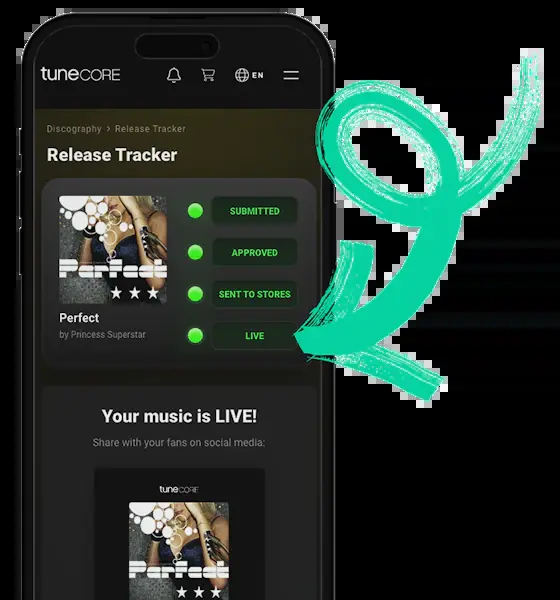 tuneCORE
EN
Discography > Release Tracker
Release Tracker
Perfect
SUBMITTED
APPROVED
SENT TO STORES
LIVE
Perfect
by Princess Superstar
Your music is LIVE!
Share with your fans on social media:
tuneCORE
Perfect